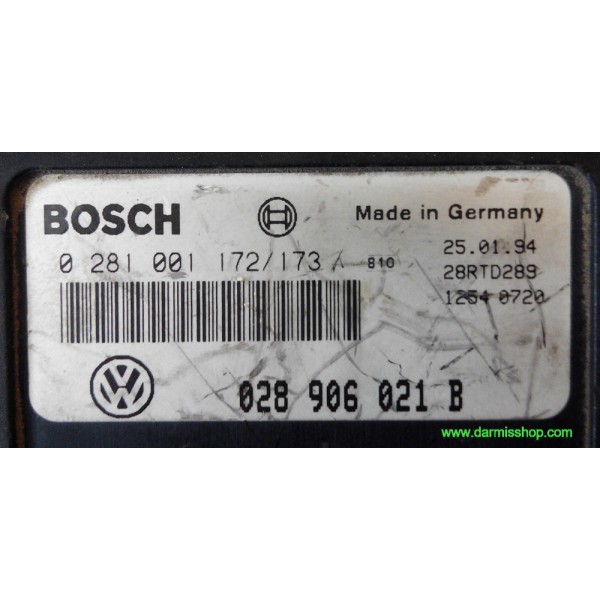 BOSCH
Made in Germany
0 281 001 172/173 A 810
25.01.94
28RTD289
1254 0720
VW
028 906 021 B
www.darmisshop.com